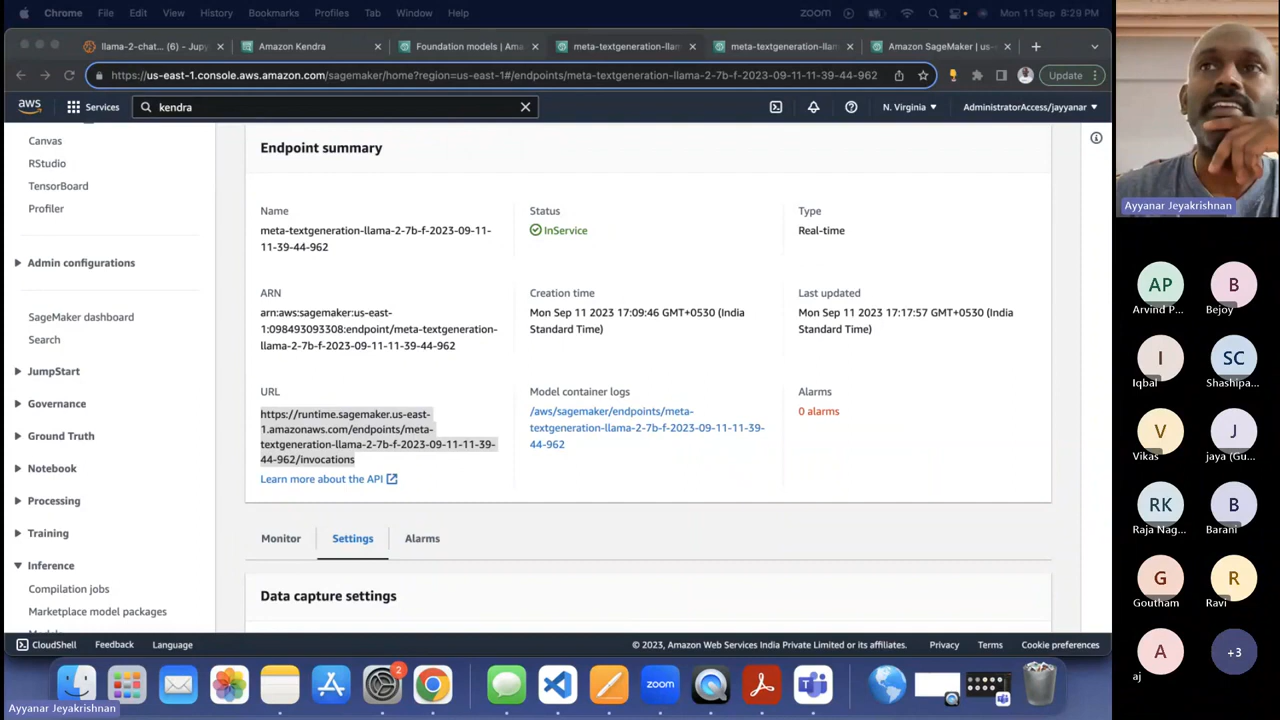 Chrome File Edit View History Bookmarks Profiles Tab Window Help zoom Mon 11 Sep 8:29 PM
llama-2-chat... (6) - Jupy
Amazon Kendra
Foundation models | Ama
meta-textgeneration-llam
meta-textgeneration-llam
Amazon SageMaker | us-e
https://us-east-1.console.aws.amazon.com/sagemaker/home?region=us-east-1#/endpoints/meta-textgeneration-llama-2-7b-f-2023-09-11-11-39-44-962
Update
aws Services kendra N. Virginia AdministratorAccess/jayyanar
Canvas
RStudio
TensorBoard
Profiler
Admin configurations
SageMaker dashboard
Search
JumpStart
Governance
Ground Truth
Notebook
Processing
Training
Inference
Compilation jobs
Marketplace model packages
Models
Endpoint summary
Name
meta-textgeneration-llama-2-7b-f-2023-09-11-
11-39-44-962
Status
InService
Type
Real-time
ARN
arn:aws:sagemaker:us-east-
1:098493093308:endpoint/meta-textgeneration-
llama-2-7b-f-2023-09-11-11-39-44-962
Creation time
Mon Sep 11 2023 17:09:46 GMT+0530 (India
Standard Time)
Last updated
Mon Sep 11 2023 17:17:57 GMT+0530 (India
Standard Time)
URL
https://runtime.sagemaker.us-east-
1.amazonaws.com/endpoints/meta-
textgeneration-llama-2-7b-f-2023-09-11-11-39-
44-962/invocations
Learn more about the API
Model container logs
/aws/sagemaker/endpoints/meta-
textgeneration-llama-2-7b-f-2023-09-11-11-39-
44-962
Alarms
0 alarms
Monitor Settings Alarms
Data capture settings
CloudShell Feedback Language © 2023, Amazon Web Services India Private Limited or its affiliates. Privacy Terms Cookie preferences
2
zoom
Ayyanar Jeyakrishnan
Ayyanar Jeyakrishnan
AP B
Arvind P... Bejoy
I SC
Iqbal Shashipa...
V J
Vikas jaya (Gu...
RK B
Raja Nag... Barani
G R
Goutham Ravi
A +3
aj